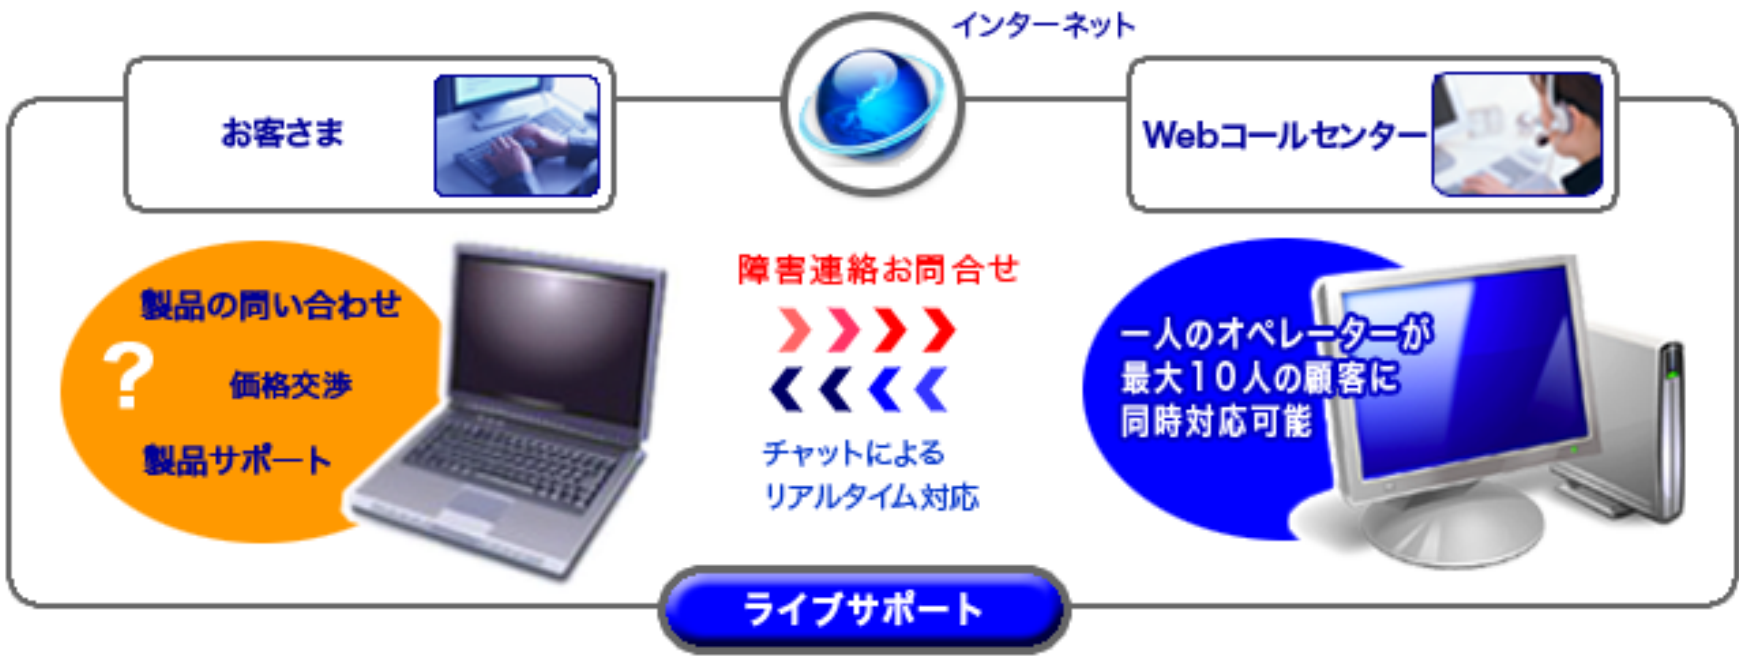 インターネット
お客さま
Webコールセンター
障害連絡お問合せ
製品の問い合わせ
?
価格交渉
製品サポート
チャットによる
リアルタイム対応
一人のオペレーターが
最大10人の顧客に
同時対応可能
ライブサポート